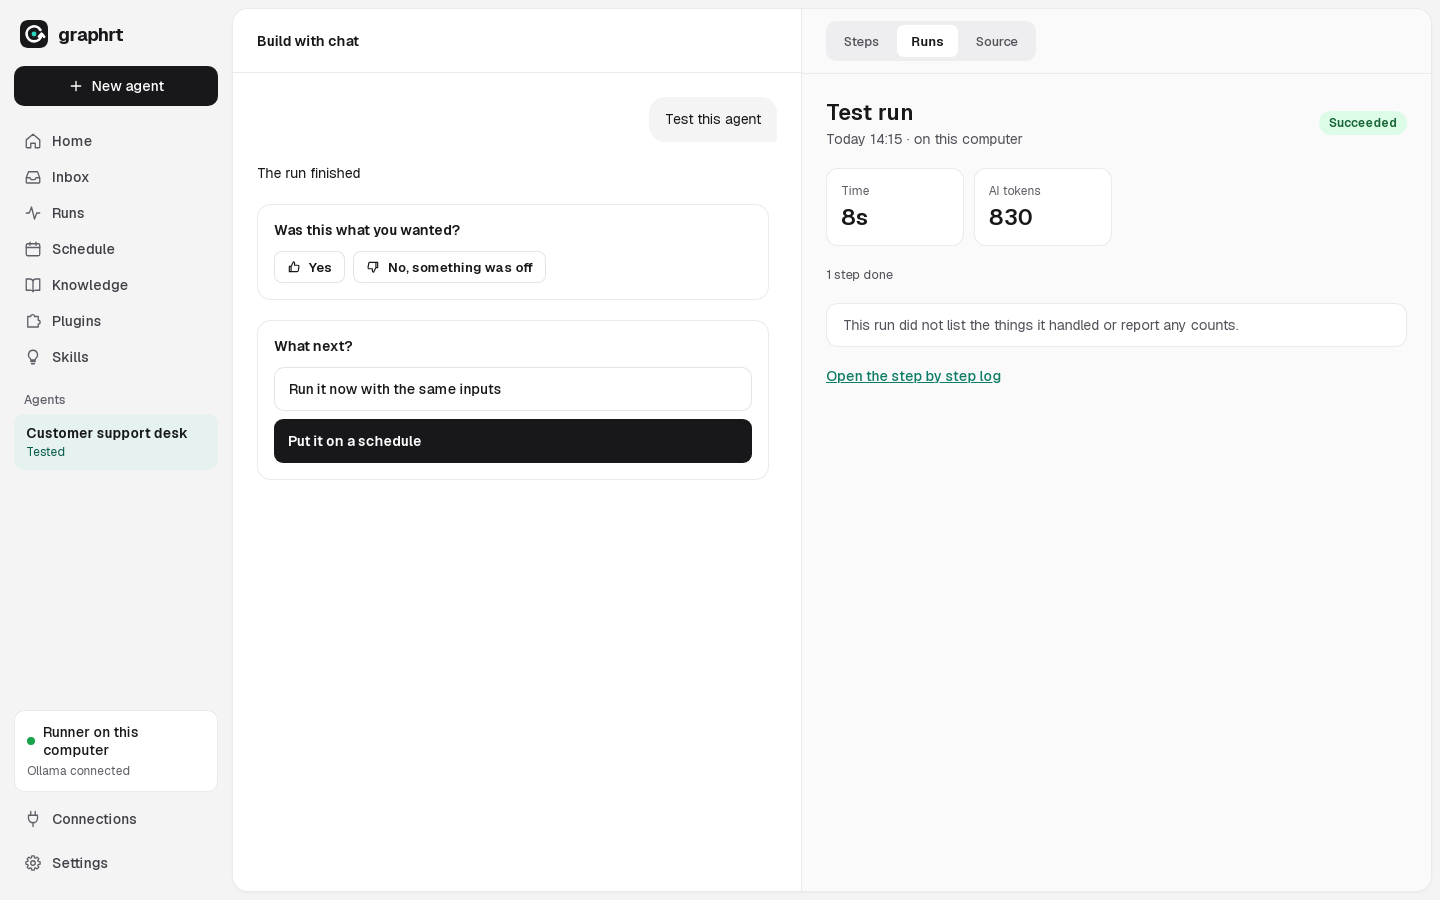 graphrt
New agent
Home
Inbox
Runs
Schedule
Knowledge
Plugins
Skills
Agents
Customer support desk
Tested
Runner on this
computer
Ollama connected
Connections
Settings
Build with chat
Test this agent
The run finished
Was this what you wanted?
Yes
No, something was off
What next?
Run it now with the same inputs
Put it on a schedule
Steps
Runs
Source
Test run
Today 14:15 · on this computer
Succeeded
Time
8s
AI tokens
830
1 step done
This run did not list the things it handled or report any counts.
Open the step by step log